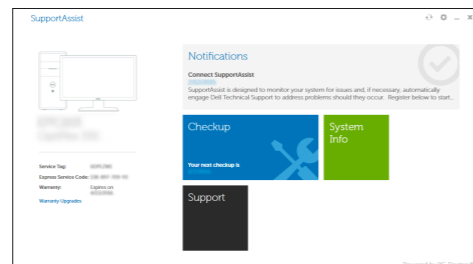 SupportAssist
Notifications
Connect SupportAssist
SupportAssist is designed to monitor your system for issues and, if necessary, automatically
engage Dell Technical Support to address problems should they occur. Register below to start..
Checkup
Your next checkup is
System
Info
Support
Service Tag:
Express Service Code:
Warranty:
Expires on
Warranty Upgrades